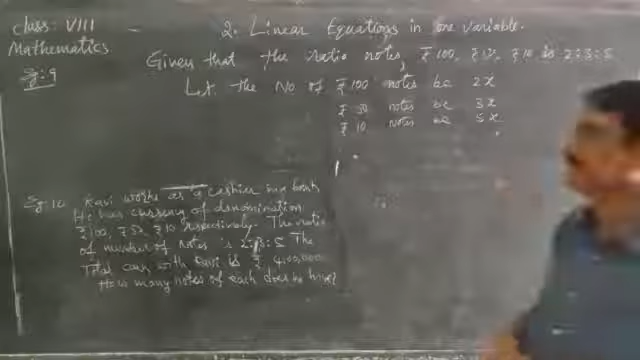 Class: VIII
Mathematics
2. Linear Equations in one variable.
Eg: 9
Given that the ratio notes, ₹100, ₹50, ₹10 is 2:3:5
Let the No of ₹100 notes be 2x
₹50 notes be 3x
₹10 notes be 5x
Eg: 10 Ravi works as a cashier in a bank
He has currency of denomination
₹100, ₹50, ₹10 respectively. The ratio
of number of notes is 2:3:5 The
Total cash with Ravi is ₹ 4,00,000
How many notes of each does he have?